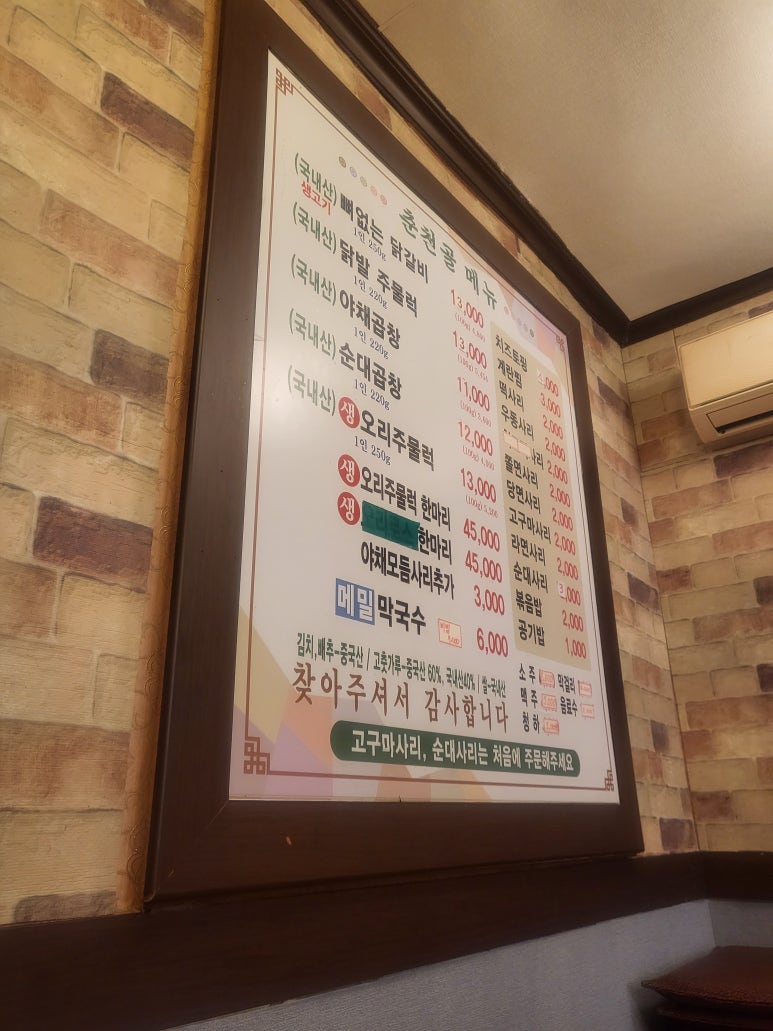 춘천골 메뉴
(국내산) 생고기 뼈없는 닭갈비 13,000
1인 250g
(국내산) 닭발 주물럭 13,000
1인 220g
(국내산) 야채곱창 11,000
1인 220g
(국내산) 순대곱창 12,000
1인 220g
(국내산) 생 오리주물럭 13,000
1인 250g
생 오리주물럭 한마리 45,000
생 한마리 45,000
야채모듬사리추가 3,000
메밀 막국수 6,000
치즈토핑
계란찜 3,000
떡사리 2,000
우동사리 2,000
사리 2,000
쫄면사리 2,000
당면사리 2,000
고구마사리 2,000
라면사리 2,000
순대사리 3,000
볶음밥 2,000
공기밥 1,000
소주 막걸리
맥주 음료수
청하
김치,배추-중국산 / 고춧가루-중국산 60%, 국내산40% / 쌀-국내산
찾아주셔서 감사합니다
고구마사리, 순대사리는 처음에 주문해주세요